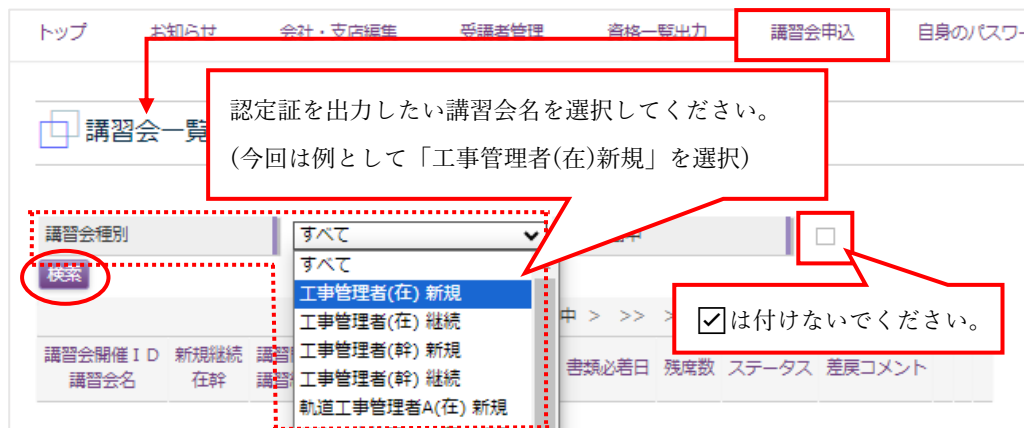 トップ お知らせ 会社・支店編集 受講者管理 資格一覧出力 講習会申込 自身のパスワ
講習会一覧
認定証を出力したい講習会名を選択してください。
(今回は例として「工事管理者(在)新規」を選択)
講習会種別 すべて 中
検索
すべて
工事管理者(在) 新規
工事管理者(在) 継続
工事管理者(幹) 新規
工事管理者(幹) 継続
軌道工事管理者A(在) 新規
中 > >> >
☑は付けないでください。
講習会開催ID 新規継続 書類必着日 残席数 ステータス 差戻コメント
講習会名 在幹